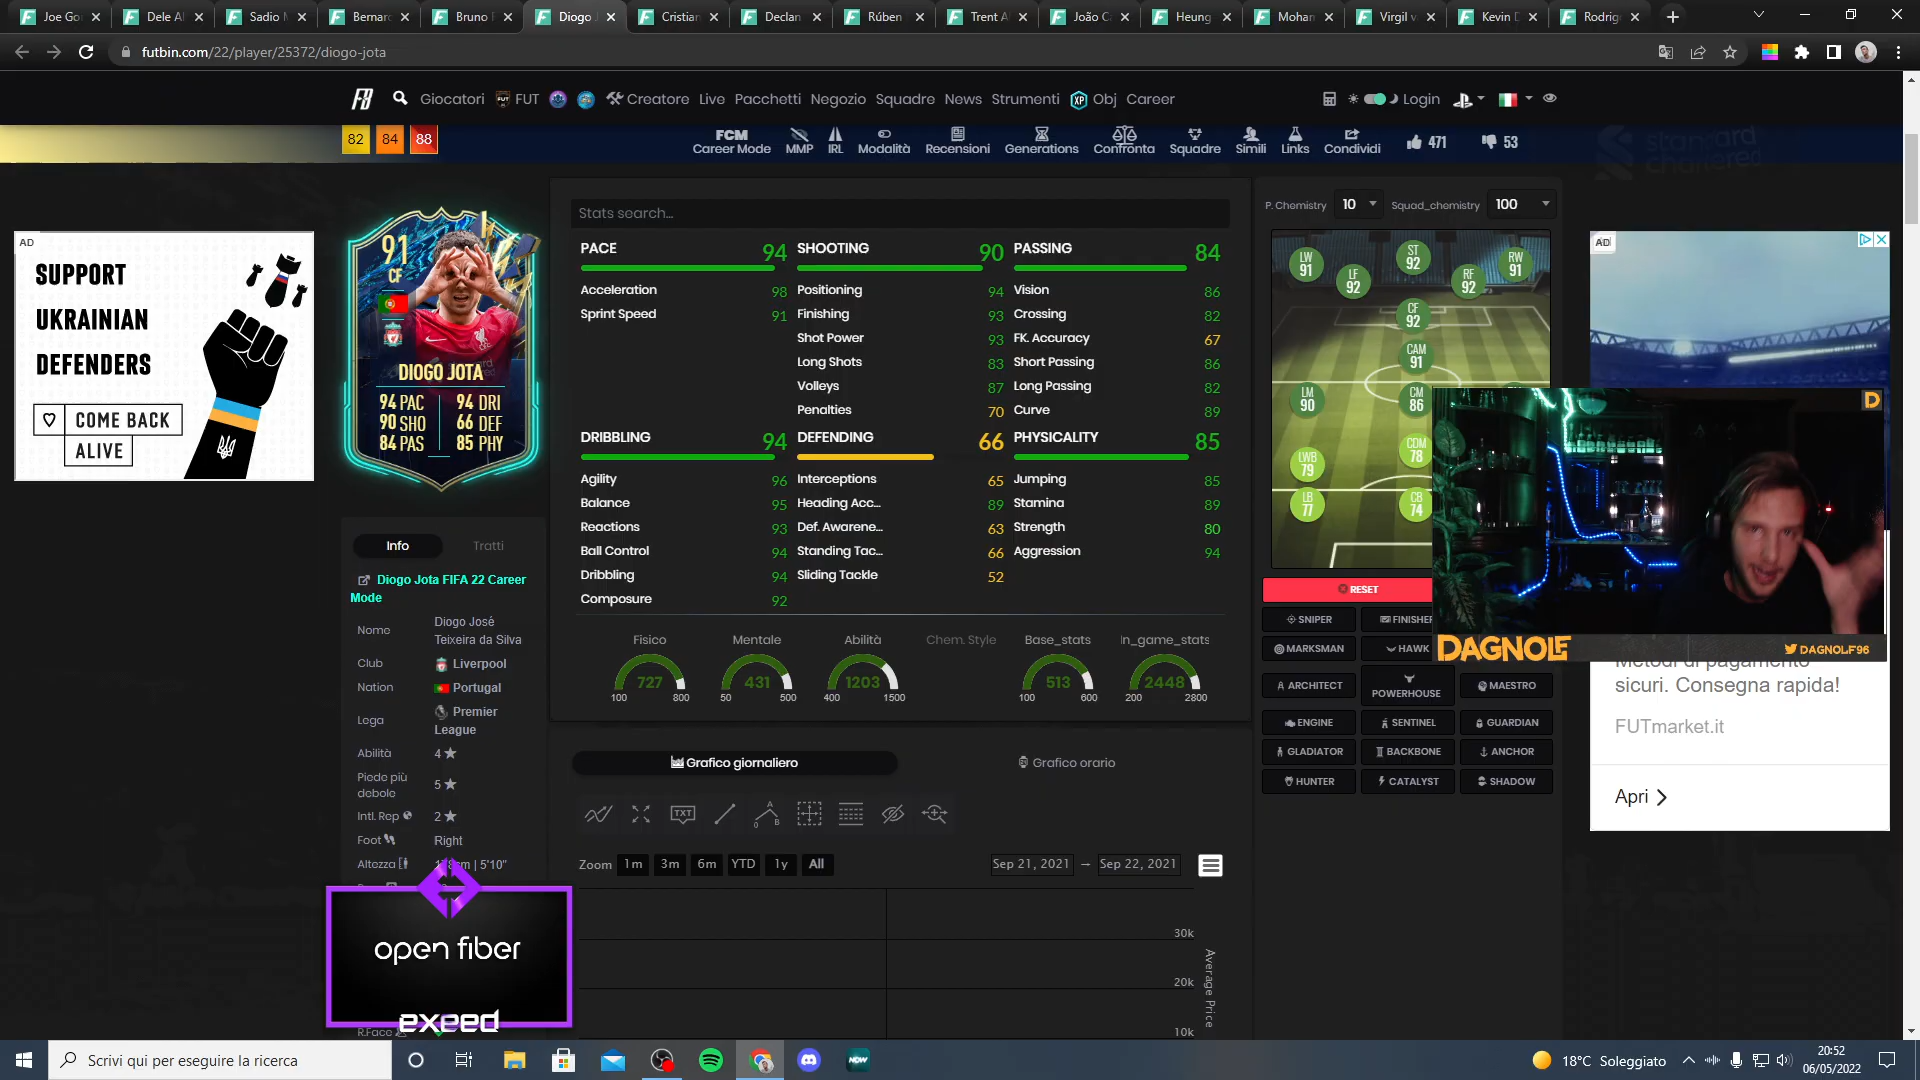 Joe Go
Dele Al
Sadio M
Bernar
Bruno F
Diogo J
Cristian
Declan
Rúben
Trent A
João Ca
Heung
Moham
Virgil v
Kevin D
Rodrig
futbin.com/22/player/25372/diogo-jota
Giocatori FUT Creatore Live Pacchetti Negozio Squadre News Strumenti Obj Career Login
82 84 88
FCM
Career Mode MMP IRL Modalità Recensioni Generations Confronta Squadre Simili Links Condividi 471 53
standard
chartered
AD
SUPPORT
UKRAINIAN
DEFENDERS
COME BACK
ALIVE
91
CF
DIOGO JOTA
94 PAC 94 DRI
90 SHO 66 DEF
84 PAS 85 PHY
Stats search...
PACE 94
Acceleration 98
Sprint Speed 91
SHOOTING 90
Positioning 94
Finishing 93
Shot Power 93
Long Shots 83
Volleys 87
Penalties 70
PASSING 84
Vision 86
Crossing 82
FK. Accuracy 67
Short Passing 86
Long Passing 82
Curve 89
DRIBBLING 94
Agility 96
Balance 95
Reactions 93
Ball Control 94
Dribbling 94
Composure 92
DEFENDING 66
Interceptions 65
Heading Acc... 89
Def. Awarene... 63
Standing Tac... 66
Sliding Tackle 52
PHYSICALITY 85
Jumping 85
Stamina 89
Strength 80
Aggression 94
Fisico Mentale Abilità Chem. Style Base_stats In_game_stats
727 431 1203 513 2448
100 800 50 500 400 1500 100 600 200 2800
P. Chemistry 10 Squad_chemistry 100
LW 91
ST 92
RW 91
LF 92
RF 92
CF 92
CAM 91
LM 90
CM 86
CDM 78
LWB 79
LB 77
CB 74
RESET
SNIPER FINISHER
MARKSMAN HAWK
ARCHITECT POWERHOUSE MAESTRO
ENGINE SENTINEL GUARDIAN
GLADIATOR BACKBONE ANCHOR
HUNTER CATALYST SHADOW
AD
D
DAGNOLF
DAGNOLF96
Metodi di pagamento
sicuri. Consegna rapida!
FUTmarket.it
Apri
Info Tratti
Diogo Jota FIFA 22 Career
Mode
Nome Diogo José
Teixeira da Silva
Club Liverpool
Nation Portugal
Lega Premier
League
Abilità 4
Piede più
debole 5
Intl. Rep 2
Foot Right
Altezza
5'10"
R.Face
open fiber
exeed
Grafico giornaliero Grafico orario
TXT
Zoom 1m 3m 6m YTD 1y All Sep 21, 2021 → Sep 22, 2021
30k
20k
10k
Average Price
Scrivi qui per eseguire la ricerca
NOW
18°C Soleggiato
20:52
06/05/2022